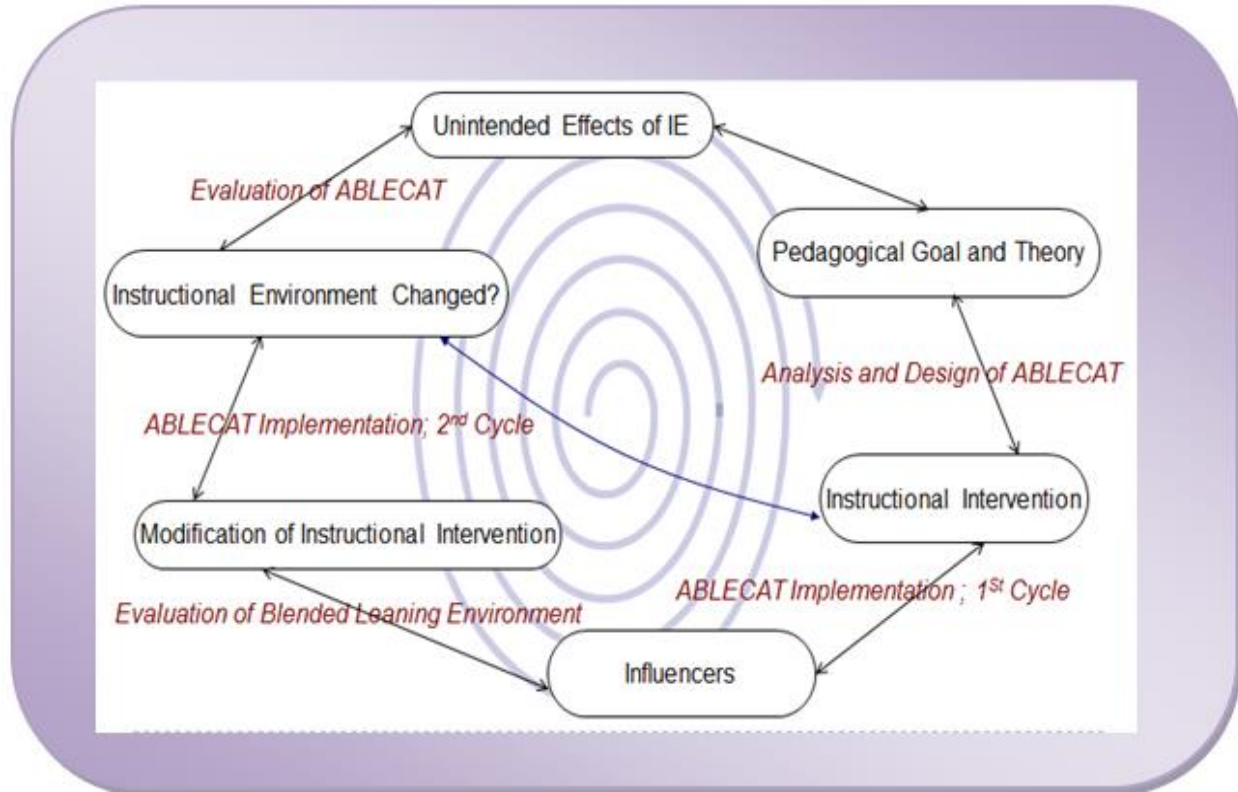 Unintended Effects of IE
Evaluation of ABLECAT
Pedagogical Goal and Theory
Instructional Environment Changed?
Analysis and Design of ABLECAT
ABLECAT Implementation; 2nd Cycle
Instructional Intervention
Modification of Instructional Intervention
ABLECAT Implementation ; 1St Cycle
Evaluation of Blended Leaning Environment
Influencers